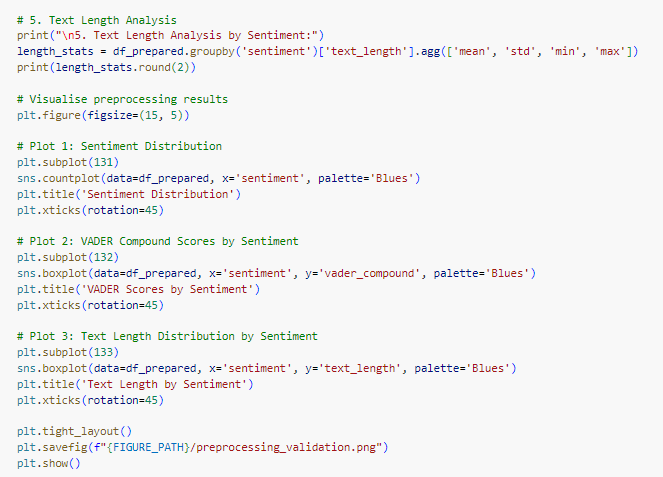 # 5. Text Length Analysis
print("\n5. Text Length Analysis by Sentiment:")
length_stats = df_prepared.groupby('sentiment')['text_length'].agg(['mean', 'std', 'min', 'max'])
print(length_stats.round(2))

# Visualise preprocessing results
plt.figure(figsize=(15, 5))

# Plot 1: Sentiment Distribution
plt.subplot(131)
sns.countplot(data=df_prepared, x='sentiment', palette='Blues')
plt.title('Sentiment Distribution')
plt.xticks(rotation=45)

# Plot 2: VADER Compound Scores by Sentiment
plt.subplot(132)
sns.boxplot(data=df_prepared, x='sentiment', y='vader_compound', palette='Blues')
plt.title('VADER Scores by Sentiment')
plt.xticks(rotation=45)

# Plot 3: Text Length Distribution by Sentiment
plt.subplot(133)
sns.boxplot(data=df_prepared, x='sentiment', y='text_length', palette='Blues')
plt.title('Text Length by Sentiment')
plt.xticks(rotation=45)

plt.tight_layout()
plt.savefig(f"{FIGURE_PATH}/preprocessing_validation.png")
plt.show()